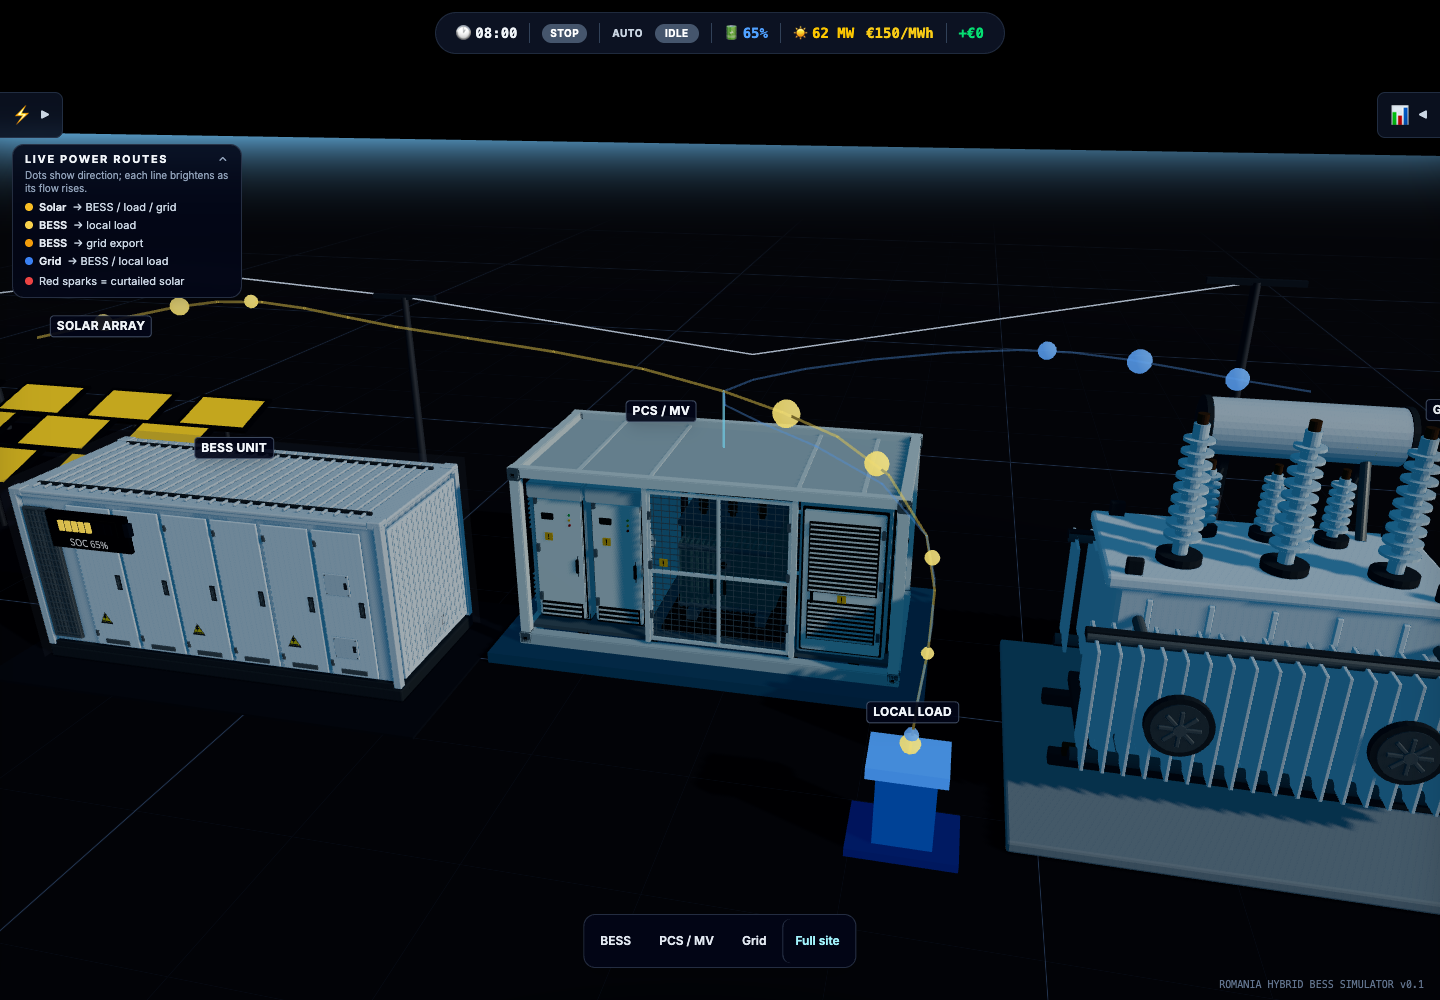 08:00 STOP AUTO IDLE 65% 62 MW €150/MWh +€0
LIVE POWER ROUTES
Dots show direction; each line brightens as
its flow rises.
Solar → BESS / load / grid
BESS → local load
BESS → grid export
Grid → BESS / local load
Red sparks = curtailed solar
SOLAR ARRAY
PCS / MV
G
BESS UNIT
SOC 65%
LOCAL LOAD
BESS PCS / MV Grid Full site
ROMANIA HYBRID BESS SIMULATOR v0.1